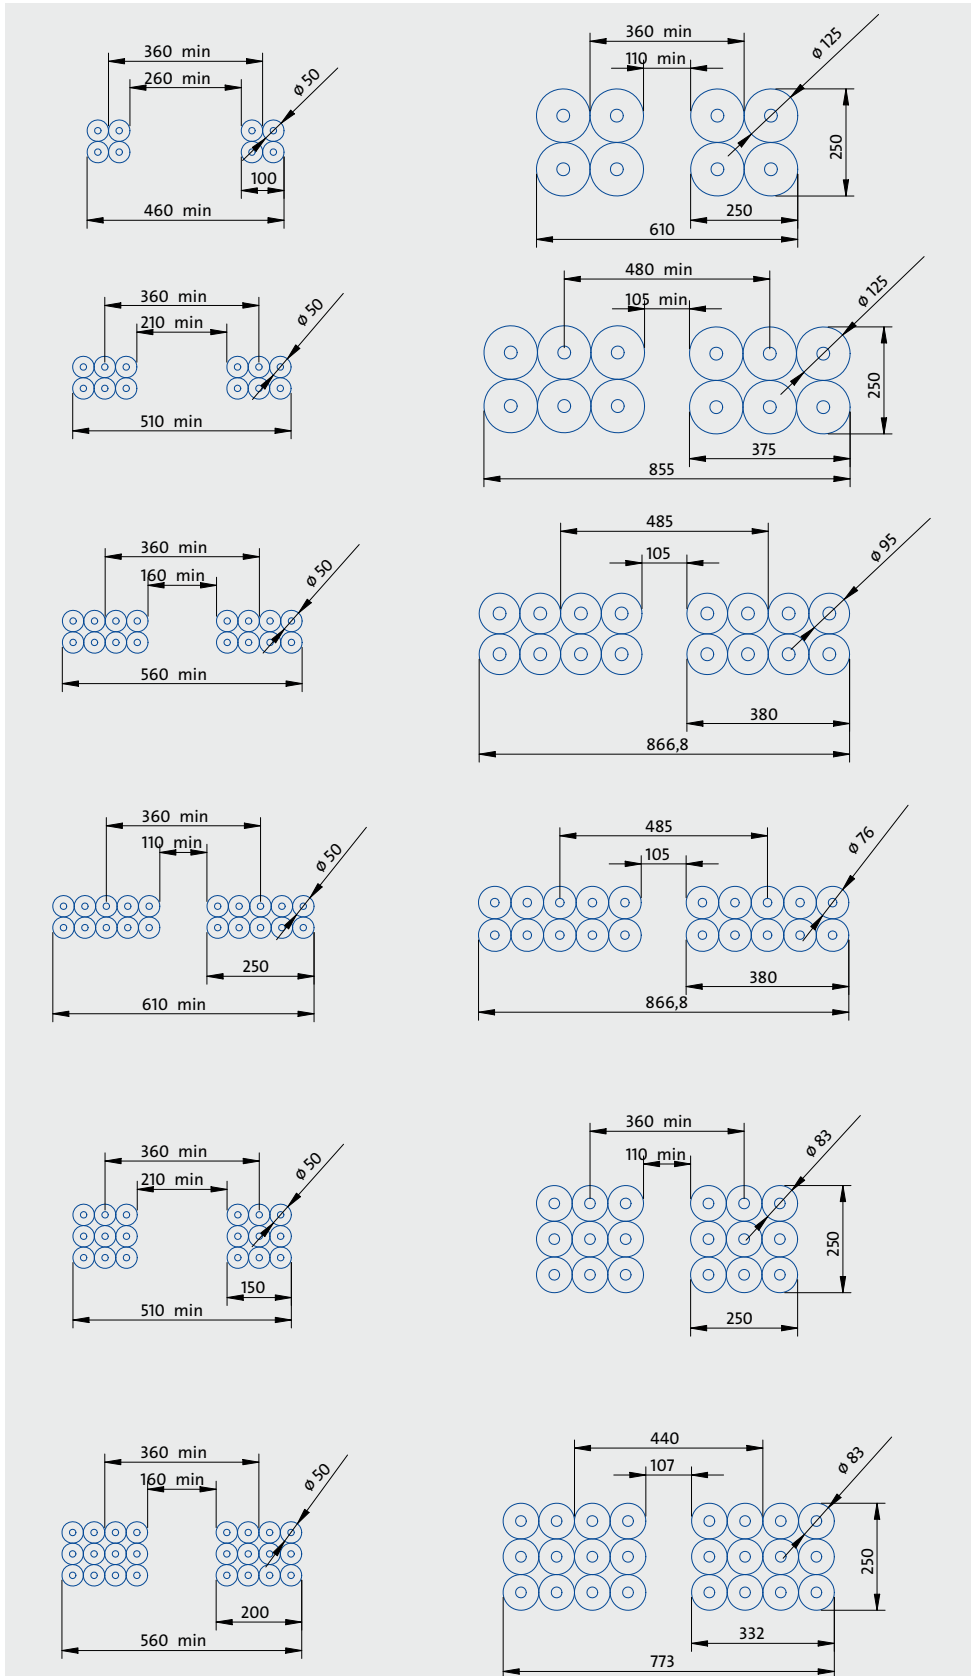 360 min
260 min
ø 50
100
460 min
360 min
110 min
ø 125
250
250
610
360 min
210 min
ø 50
510 min
480 min
105 min
ø 125
250
375
855
360 min
160 min
ø 50
560 min
485
105
ø 95
380
866,8
360 min
110 min
ø 50
250
610 min
485
105
ø 76
380
866,8
360 min
210 min
ø 50
150
510 min
360 min
110 min
ø 83
250
250
360 min
160 min
ø 50
200
560 min
440
107
ø 83
250
332
773